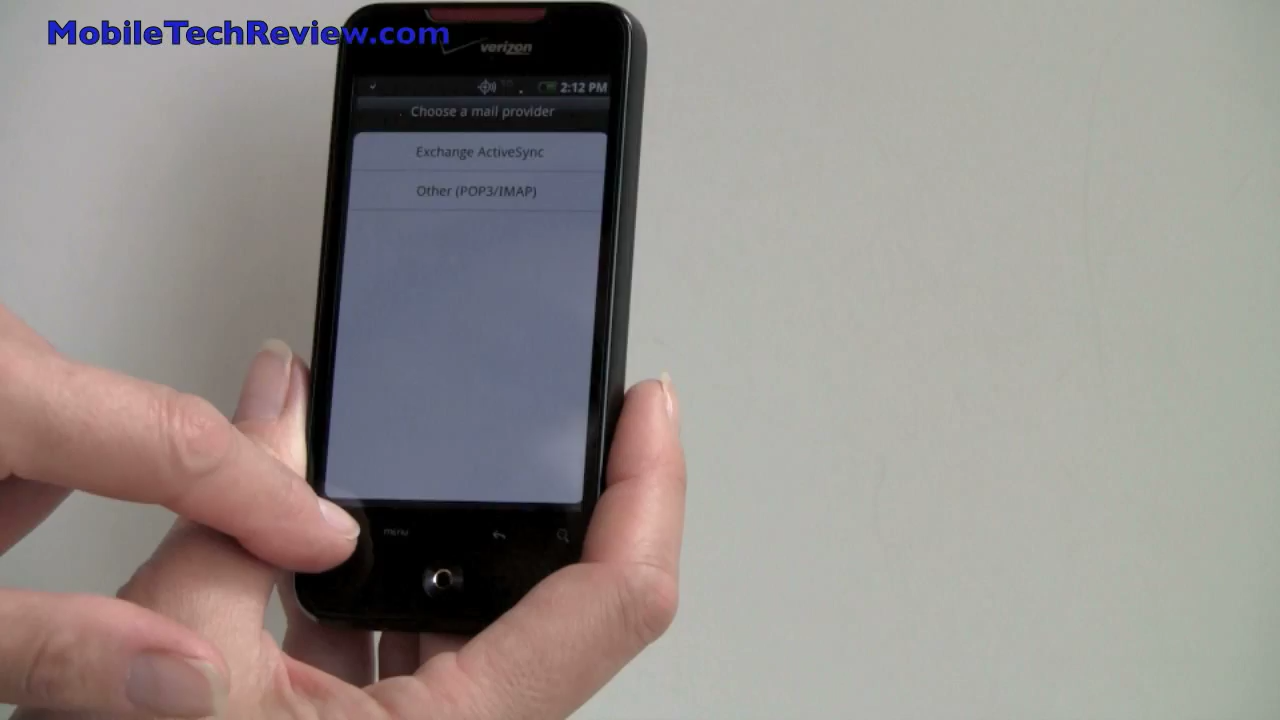 MobileTechReview.com
verizon
2:12 PM
Choose a mail provider
Exchange ActiveSync
Other (POP3/IMAP)
menu